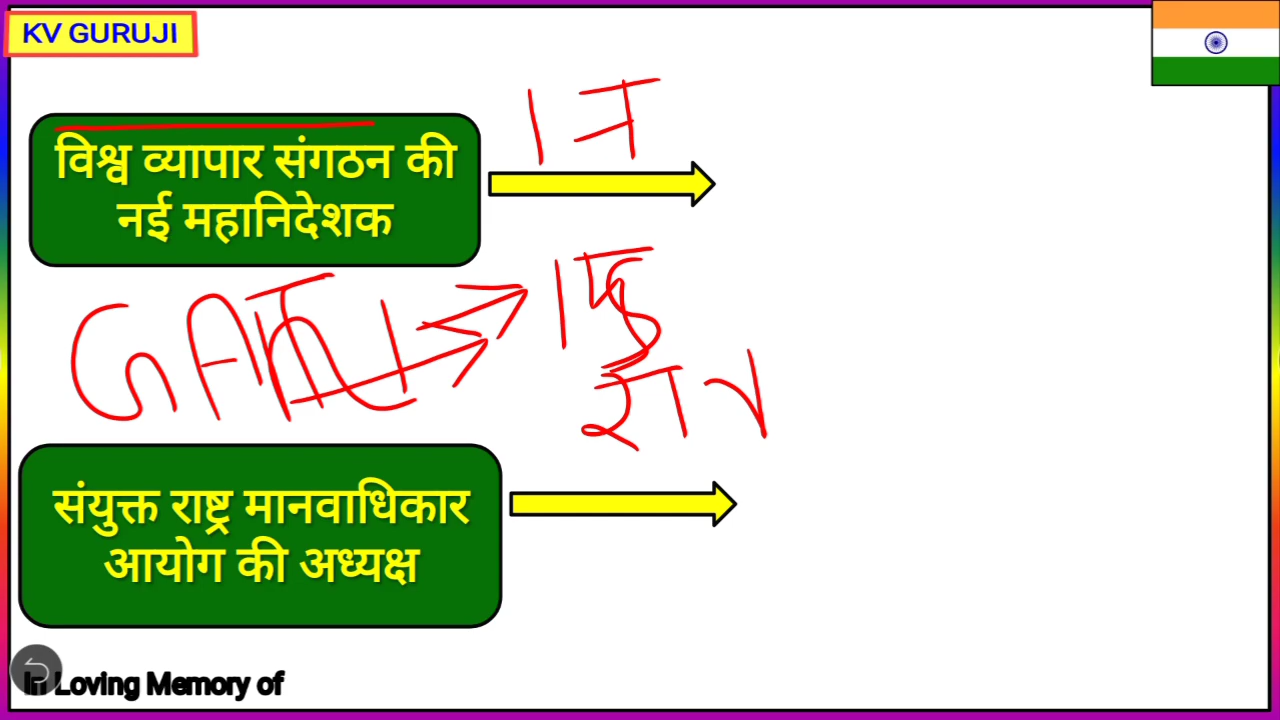 KV GURUJI
विश्व व्यापार संगठन की
नई महानिदेशक
संयुक्त राष्ट्र मानवाधिकार
आयोग की अध्यक्ष
In Loving Memory of